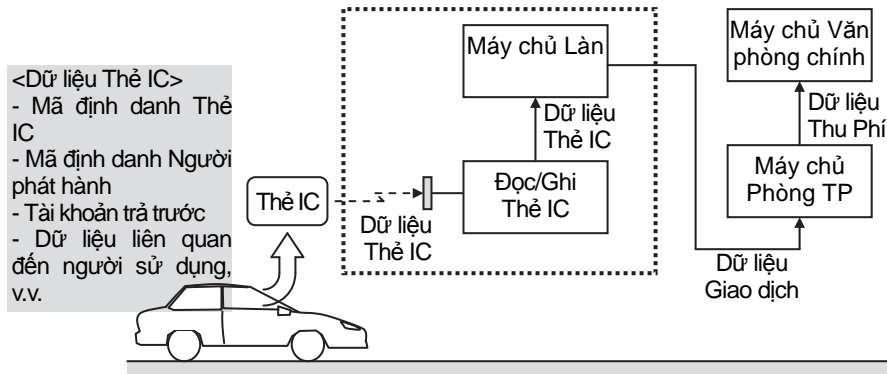 <Dữ liệu Thẻ IC>
- Mã định danh Thẻ
IC
- Mã định danh Người
phát hành
- Tài khoản trả trước
- Dữ liệu liên quan
đến người sử dụng,
v.v.
Thẻ IC
Dữ liệu
Thẻ IC
Máy chủ Làn
Dữ liệu
Thẻ IC
Đọc/Ghi
Thẻ IC
Máy chủ Văn
phòng chính
Dữ liệu
Thu Phí
Máy chủ
Phòng TP
Dữ liệu
Giao dịch